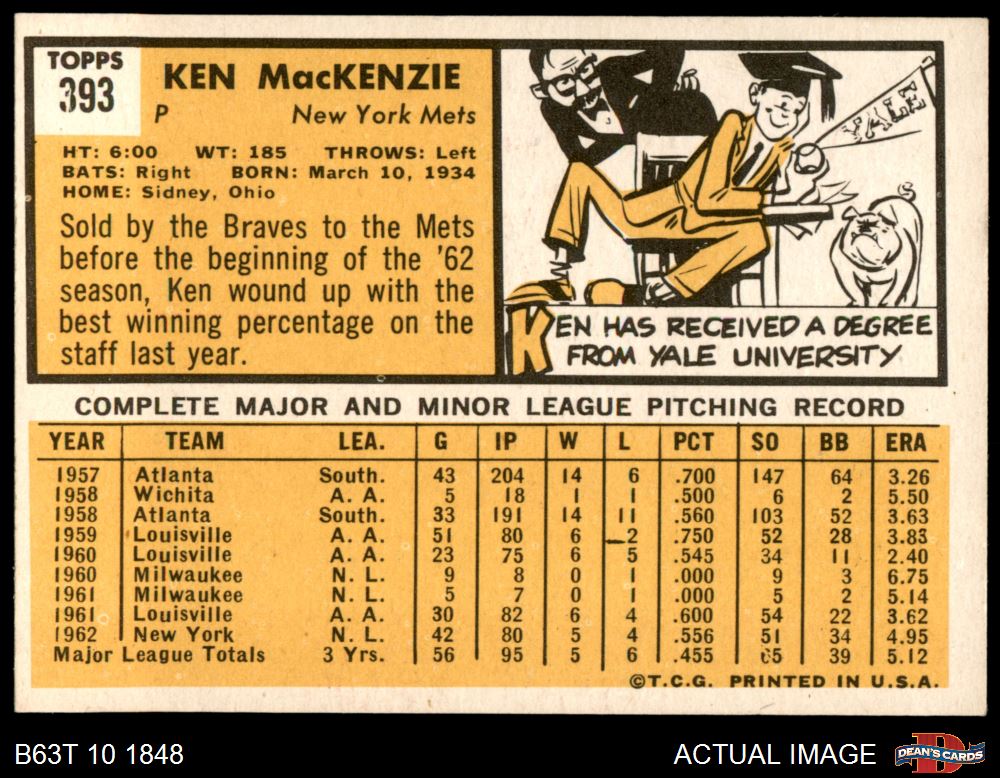 TOPPS
393
KEN MacKENZIE
P New York Mets
HT: 6:00 WT: 185 THROWS: Left
BATS: Right BORN: March 10, 1934
HOME: Sidney, Ohio
Sold by the Braves to the Mets
before the beginning of the '62
season, Ken wound up with the
best winning percentage on the
staff last year.
YALE
KEN HAS RECEIVED A DEGREE
FROM YALE UNIVERSITY
COMPLETE MAJOR AND MINOR LEAGUE PITCHING RECORD
YEAR TEAM LEA. G IP W L PCT SO BB ERA
1957 Atlanta South. 43 204 14 6 .700 147 64 3.26
1958 Wichita A. A. 5 18 1 1 .500 6 2 5.50
1958 Atlanta South. 33 191 14 11 .560 103 52 3.63
1959 Louisville A. A. 51 80 6 2 .750 52 28 3.83
1960 Louisville A. A. 23 75 6 5 .545 34 11 2.40
1960 Milwaukee N. L. 9 8 0 1 .000 9 3 6.75
1961 Milwaukee N. L. 5 7 0 1 .000 5 2 5.14
1961 Louisville A. A. 30 82 6 4 .600 54 22 3.62
1962 New York N. L. 42 80 5 4 .556 51 34 4.95
Major League Totals 3 Yrs. 56 95 5 6 .455 65 39 5.12
©T.C.G. PRINTED IN U.S.A.
B63T 10 1848 ACTUAL IMAGE DEAN'S CARDS